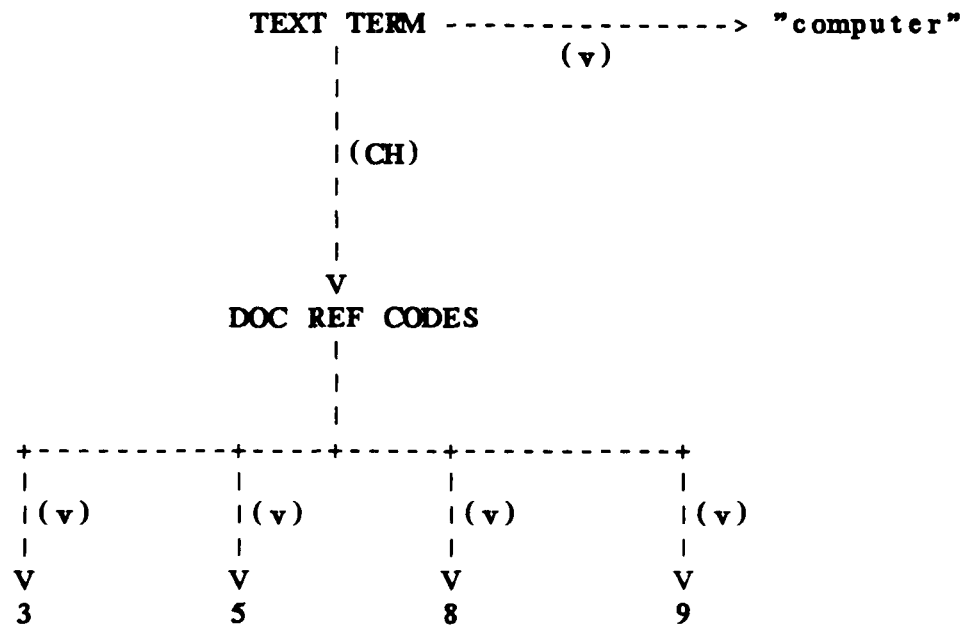 TEXT TERM --------------> "computer"
(v)
(CH)
V
DOC REF CODES
(v) (v) (v) (v)
V V V V
3 5 8 9